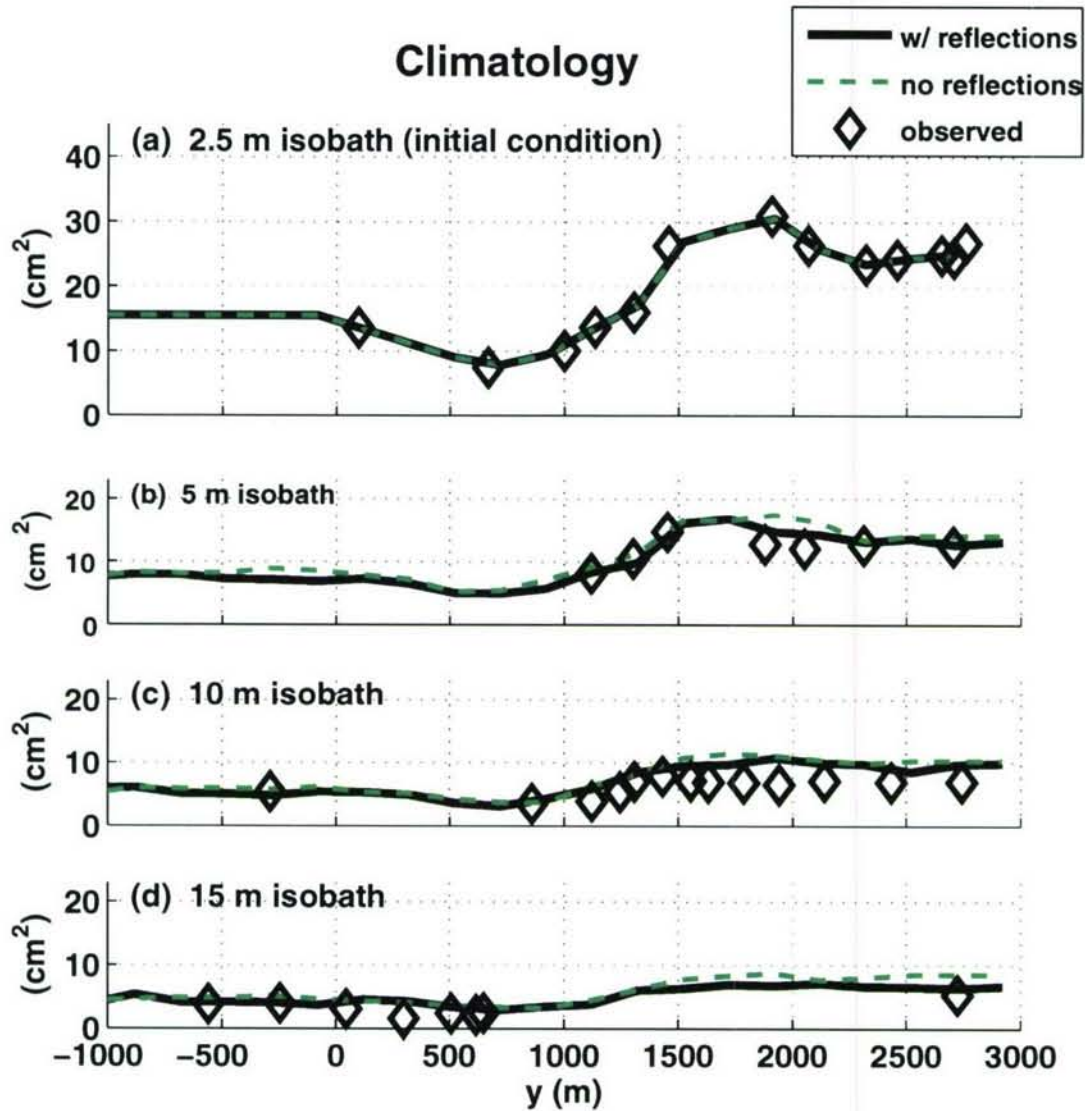 Climatology
w/ reflections
no reflections
observed
(a) 2.5 m isobath (initial condition)
40
30
20
10
0
(cm²)
(b) 5 m isobath
20
10
0
(cm²)
(c) 10 m isobath
20
10
0
(cm²)
(d) 15 m isobath
20
10
0
(cm²)
−1000 −500 0 500 1000 1500 2000 2500 3000
y (m)